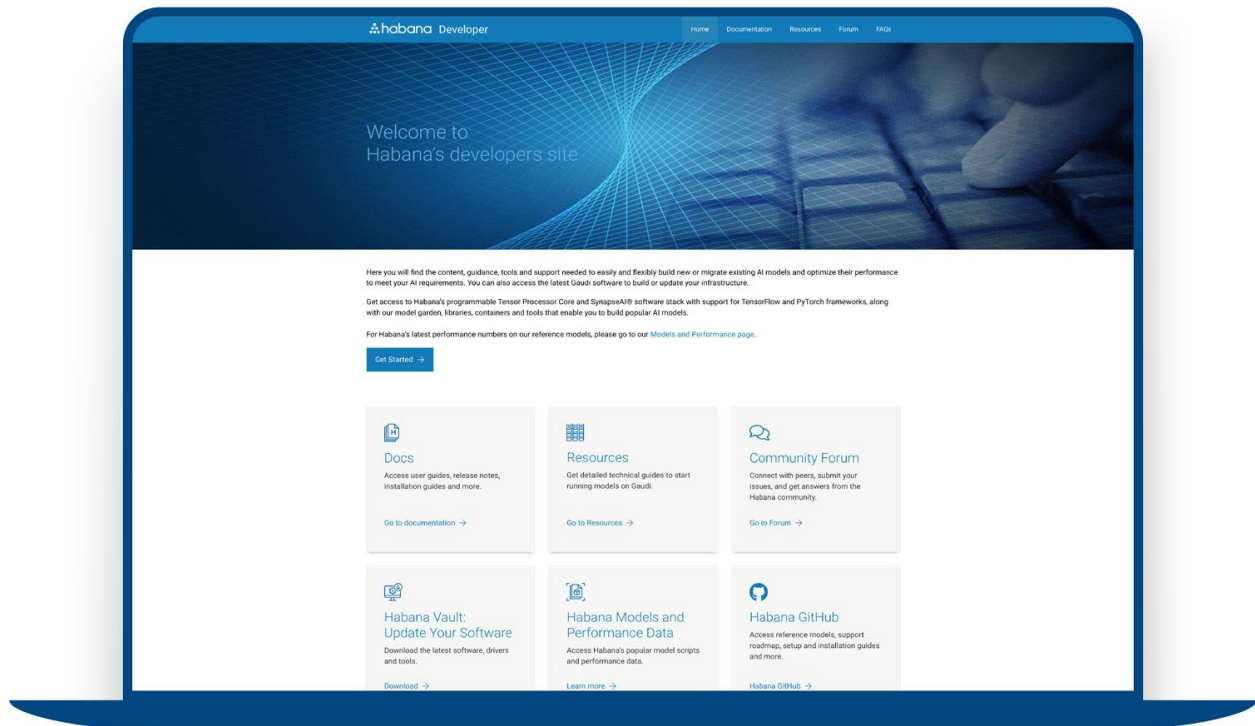 habana Developer
Home Documentation Resources Forum FAQs
Welcome to
Habana's developers site
Here you will find the content, guidance, tools and support needed to easily and flexibly build new or migrate existing AI models and optimize their performance
to meet your AI requirements. You can also access the latest Gaudi software to build or update your infrastructure.
Get access to Habana's programmable Tensor Processor Core and SynapseAI® software stack with support for TensorFlow and PyTorch frameworks, along
with our model garden, libraries, containers and tools that enable you to build popular AI models.
For Habana's latest performance numbers on our reference models, please go to our Models and Performance page.
Get Started →
Docs
Access user guides, release notes,
installation guides and more.
Go to documentation →
Resources
Get detailed technical guides to start
running models on Gaudi.
Go to Resources →
Community Forum
Connect with peers, submit your
issues, and get answers from the
Habana community.
Go to Forum →
Habana Vault:
Update Your Software
Download the latest software, drivers
and tools.
Download →
Habana Models and
Performance Data
Access Habana's popular model scripts
and performance data.
Learn more →
Habana GitHub
Access reference models, support
roadmap, setup and installation guides
and more.
Habana GitHub →